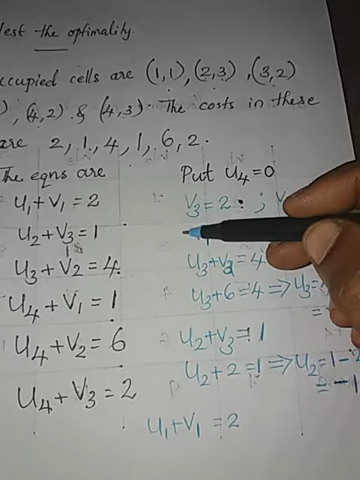 Test the optimality.
occupied cells are (1,1), (2,3), (3,2)
), (4,2) & (4,3). The costs in these
are 2, 1, 4, 1, 6, 2.
The eqns are Put U4=0
U1+V1=2 V3=2 ;
U2+V3=1
U3+V2=4 U3+V2=4
U4+V1=1 U3+6=4 => U3=
U4+V2=6 U2+V3=1
U2+2=1 => U2=1-2
U4+V3=2 =-1
U1+V1=2